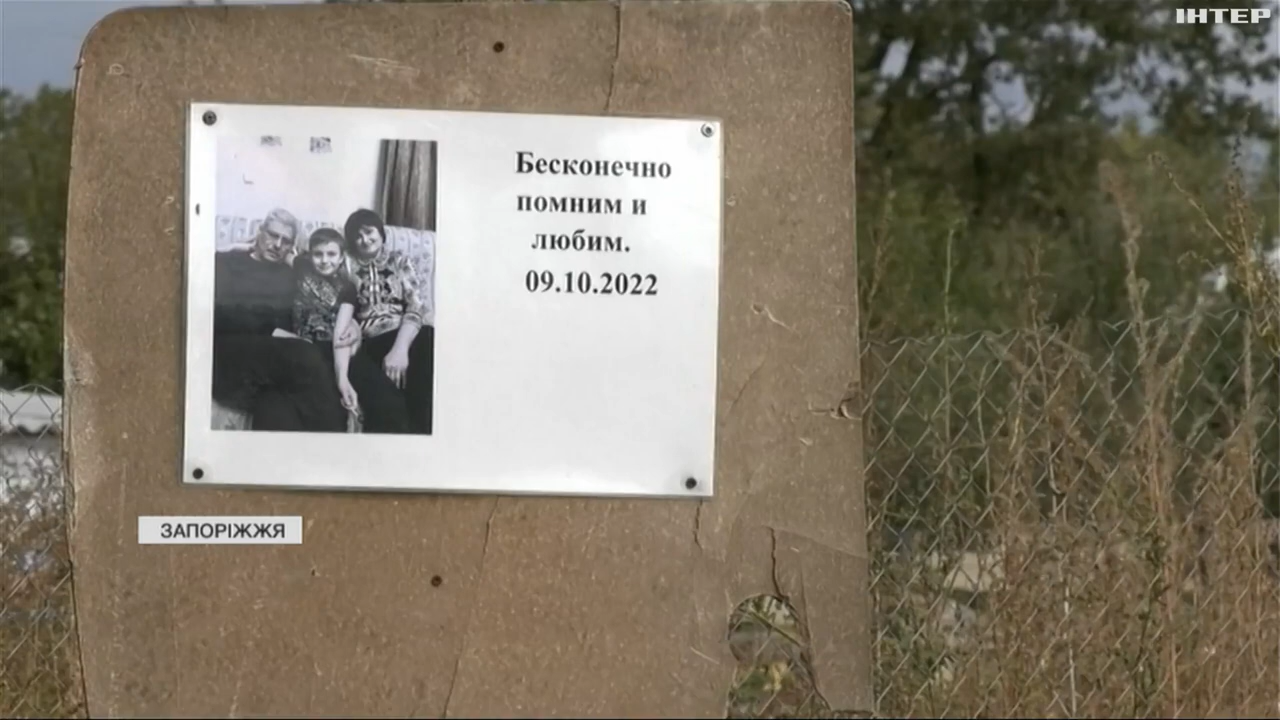 ІНТЕР
Бесконечно
помним и
любим.
09.10.2022
ЗАПОРІЖЖЯ